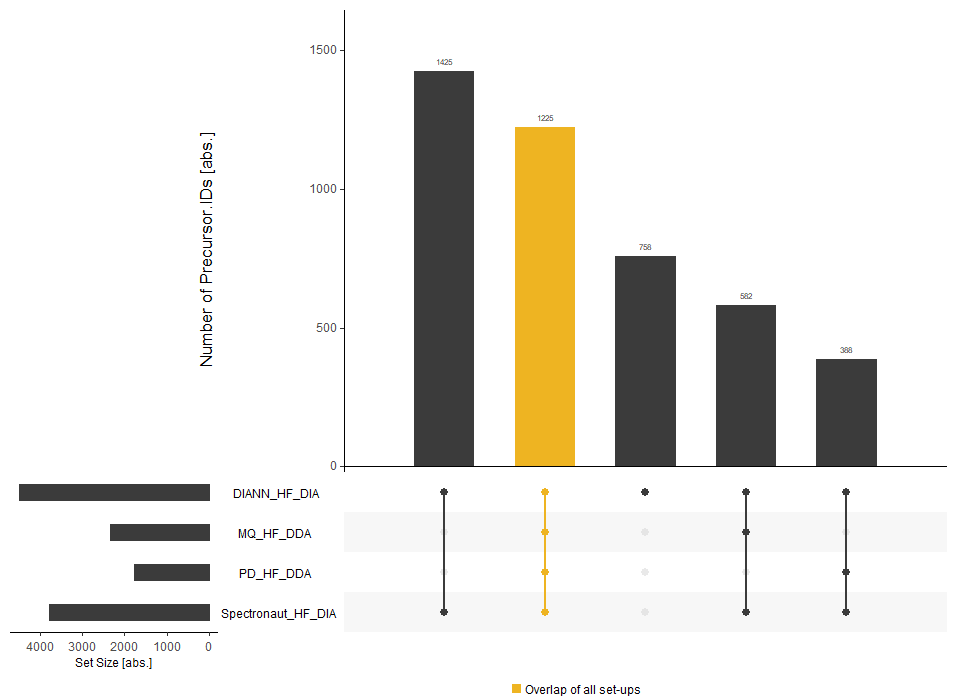 1500
1000
500
0
Number of Precursor.IDs [abs.]
1425
1225
758
582
388
DIANN_HF_DIA
MQ_HF_DDA
PD_HF_DDA
Spectronaut_HF_DIA
4000 3000 2000 1000 0
Set Size [abs.]
Overlap of all set-ups